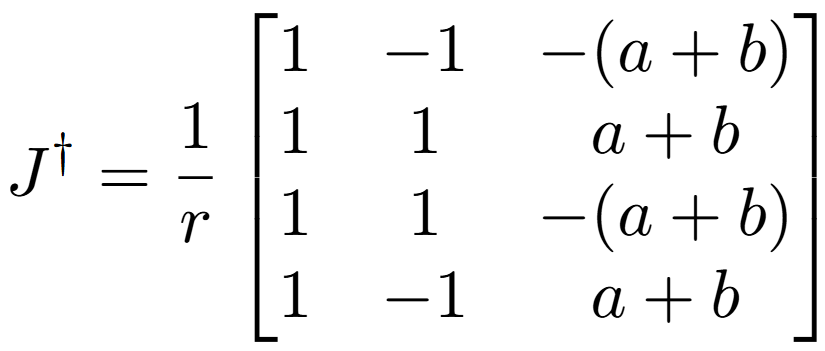 J† = 1/r [ 1 −1 −(a + b)
1 1 a + b
1 1 −(a + b)
1 −1 a + b ]